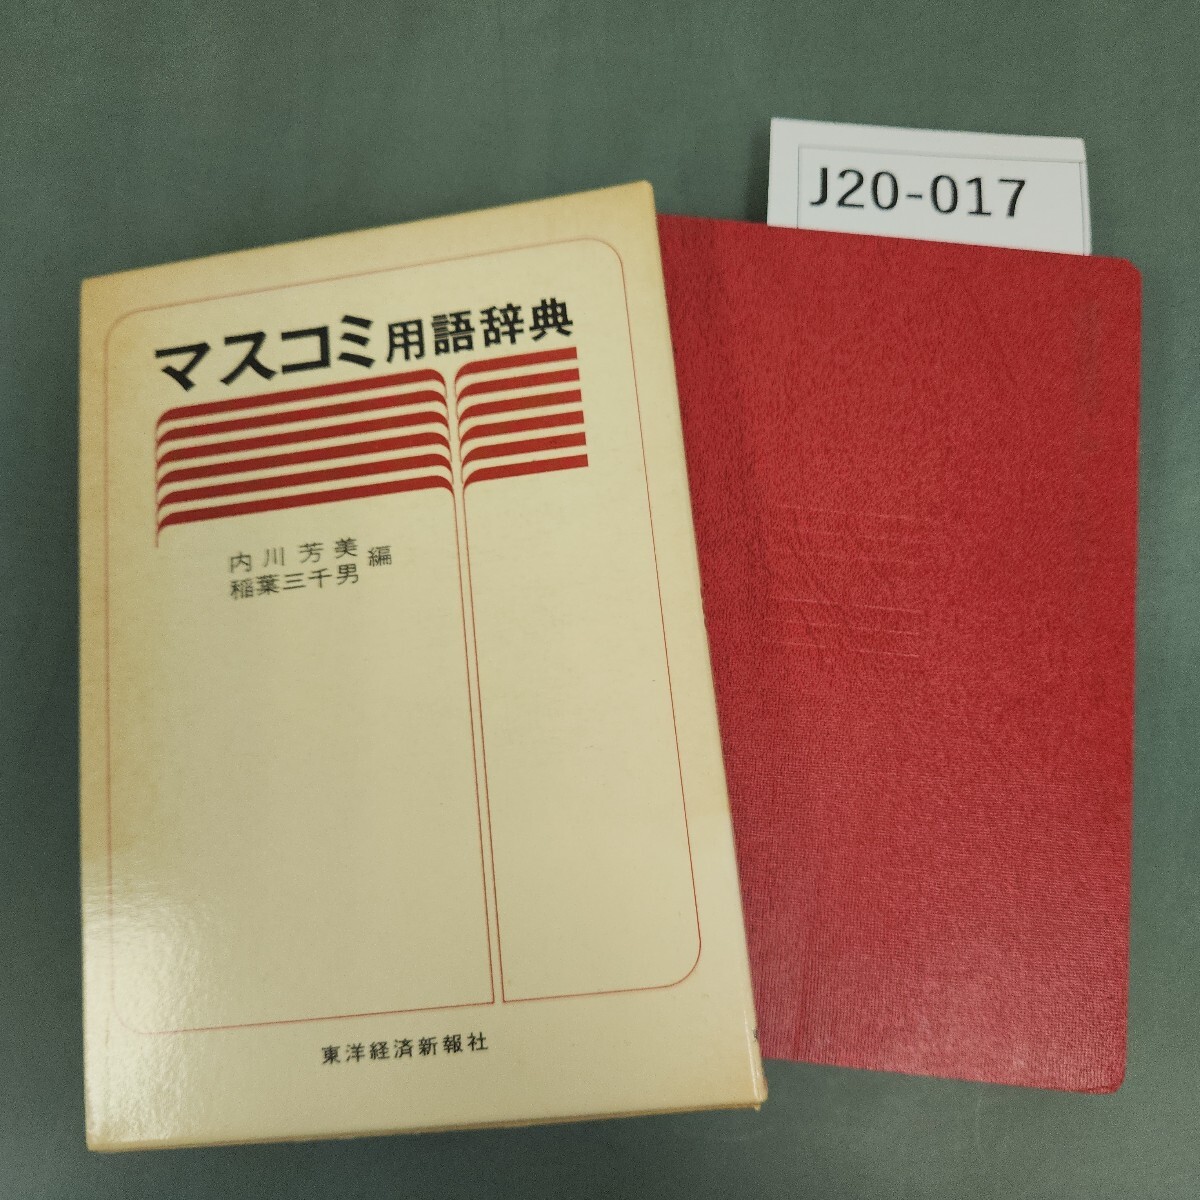 J20-017
マスコミ用語辞典
内川芳美
稲葉三千男 編
東洋経済新報社